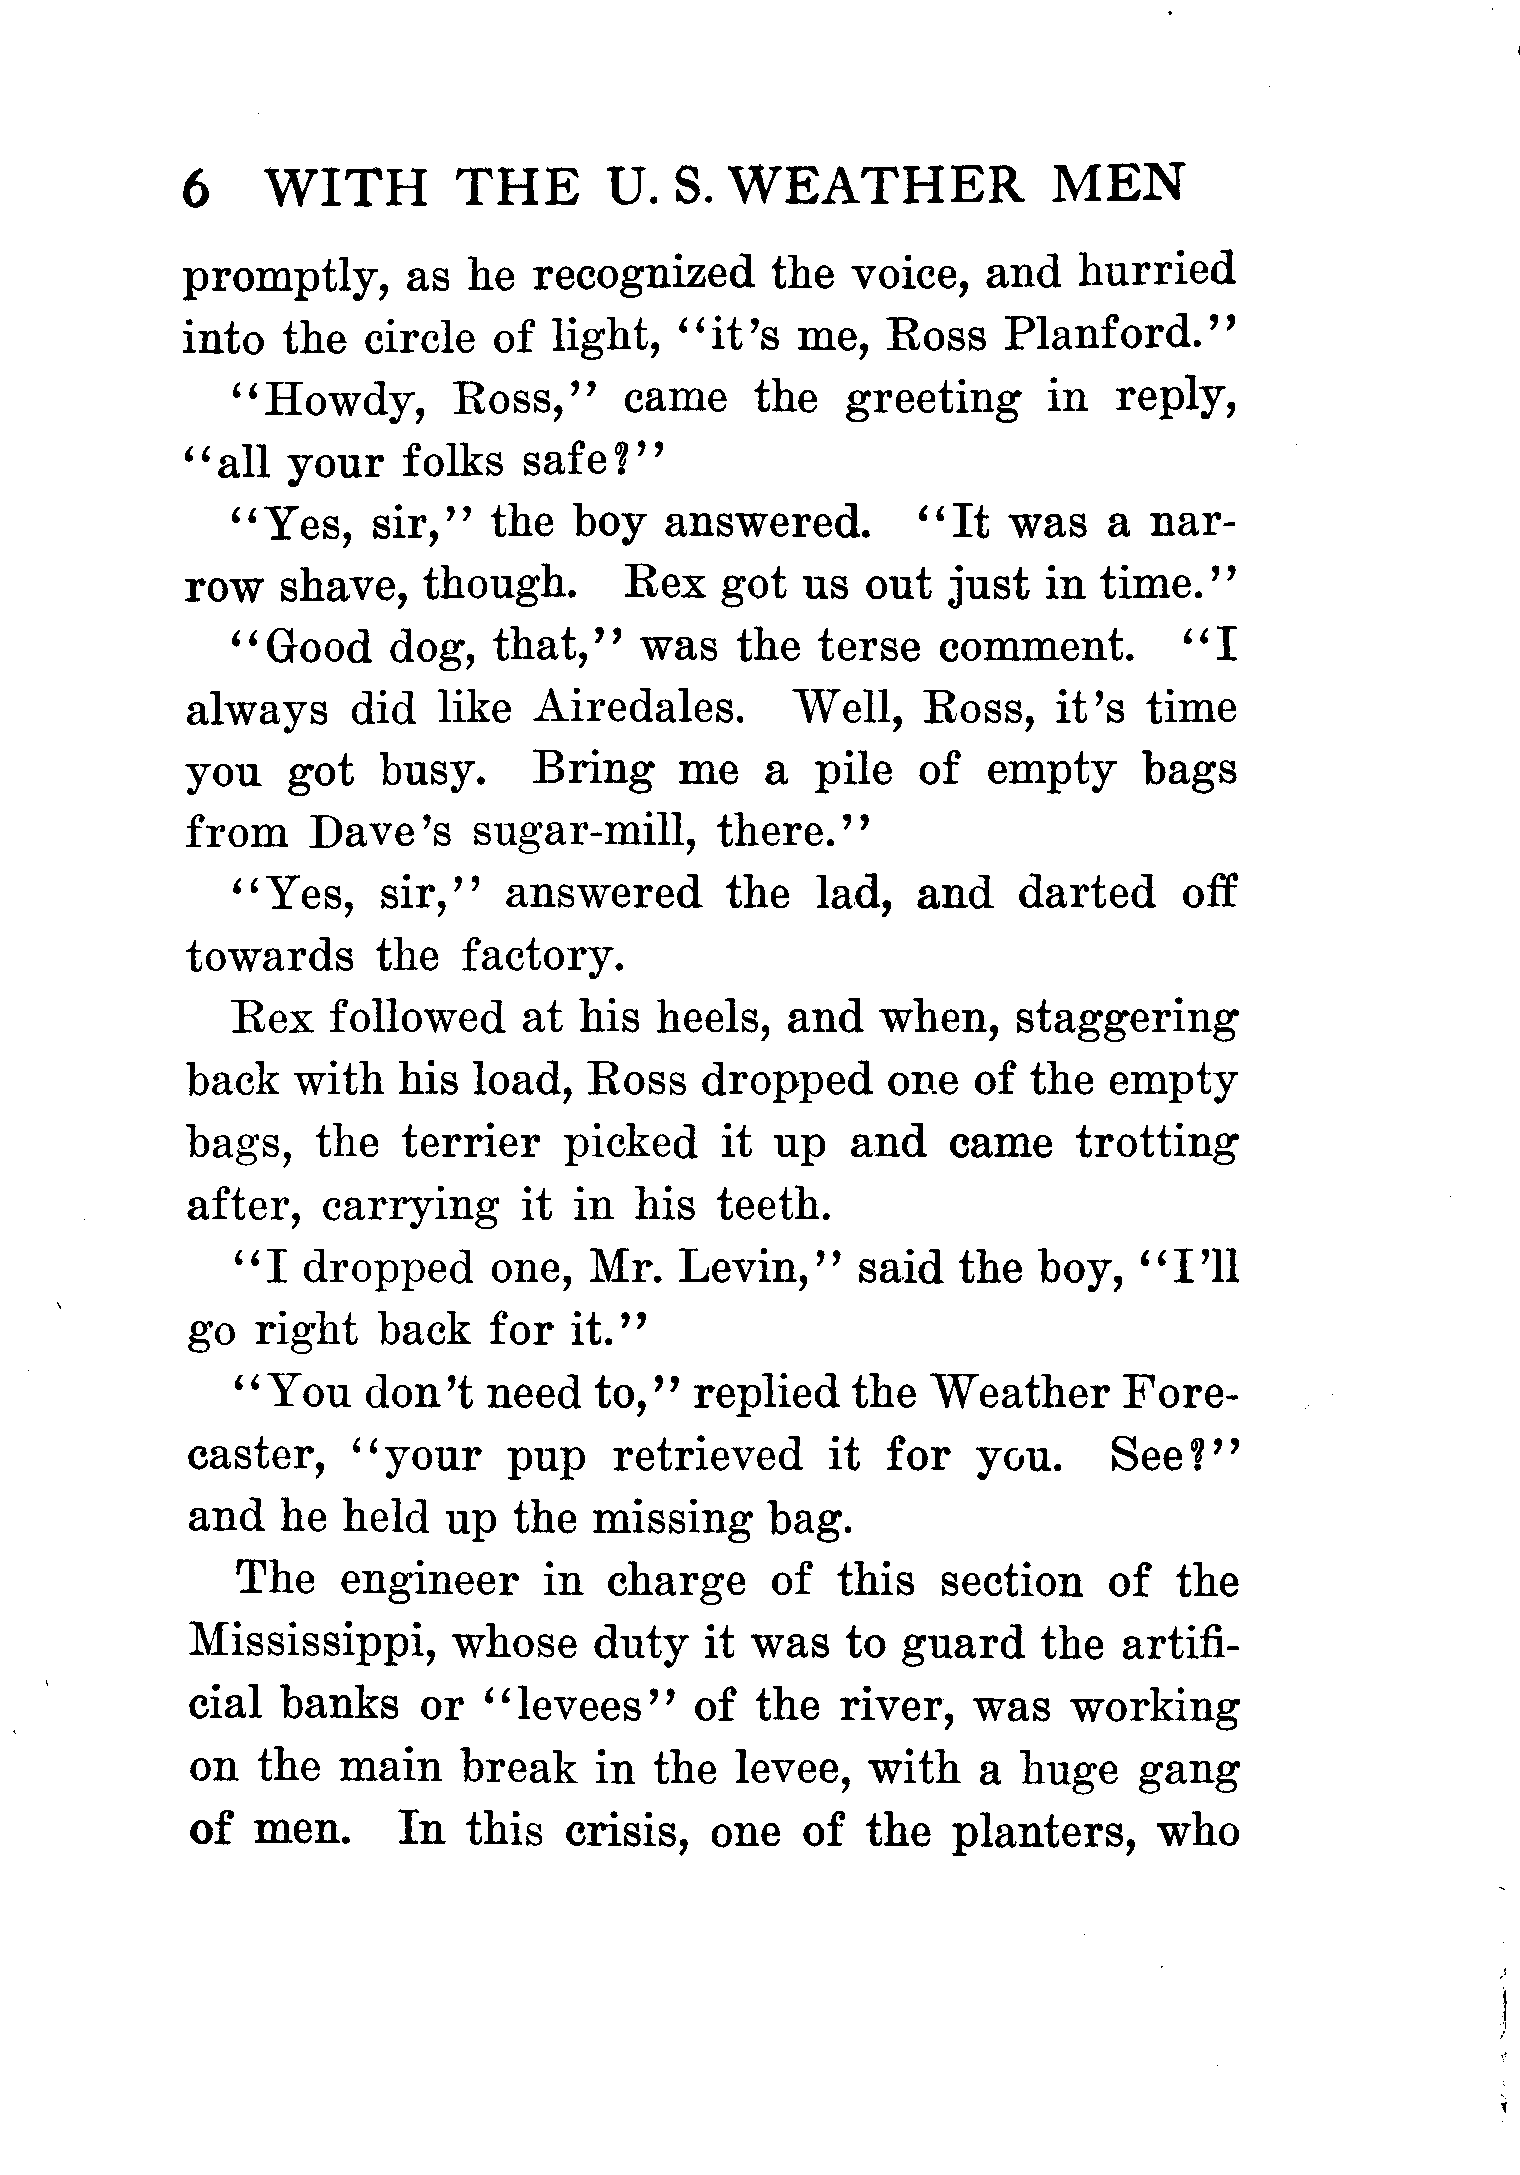 6 WITH THE U. S. WEATHER MEN
promptly, as he recognized the voice, and hurried
into the circle of light, "it's me, Ross Planford."
"Howdy, Ross," came the greeting in reply,
"all your folks safe?"
"Yes, sir," the boy answered. "It was a nar-
row shave, though. Rex got us out just in time."
"Good dog, that," was the terse comment. "I
always did like Airedales. Well, Ross, it's time
you got busy. Bring me a pile of empty bags
from Dave's sugar-mill, there."
"Yes, sir," answered the lad, and darted off
towards the factory.
Rex followed at his heels, and when, staggering
back with his load, Ross dropped one of the empty
bags, the terrier picked it up and came trotting
after, carrying it in his teeth.
"I dropped one, Mr. Levin," said the boy, "I'll
go right back for it."
"You don't need to," replied the Weather Fore-
caster, "your pup retrieved it for you. See?"
and he held up the missing bag.
The engineer in charge of this section of the
Mississippi, whose duty it was to guard the artifi-
cial banks or "levees" of the river, was working
on the main break in the levee, with a huge gang
of men. In this crisis, one of the planters, who